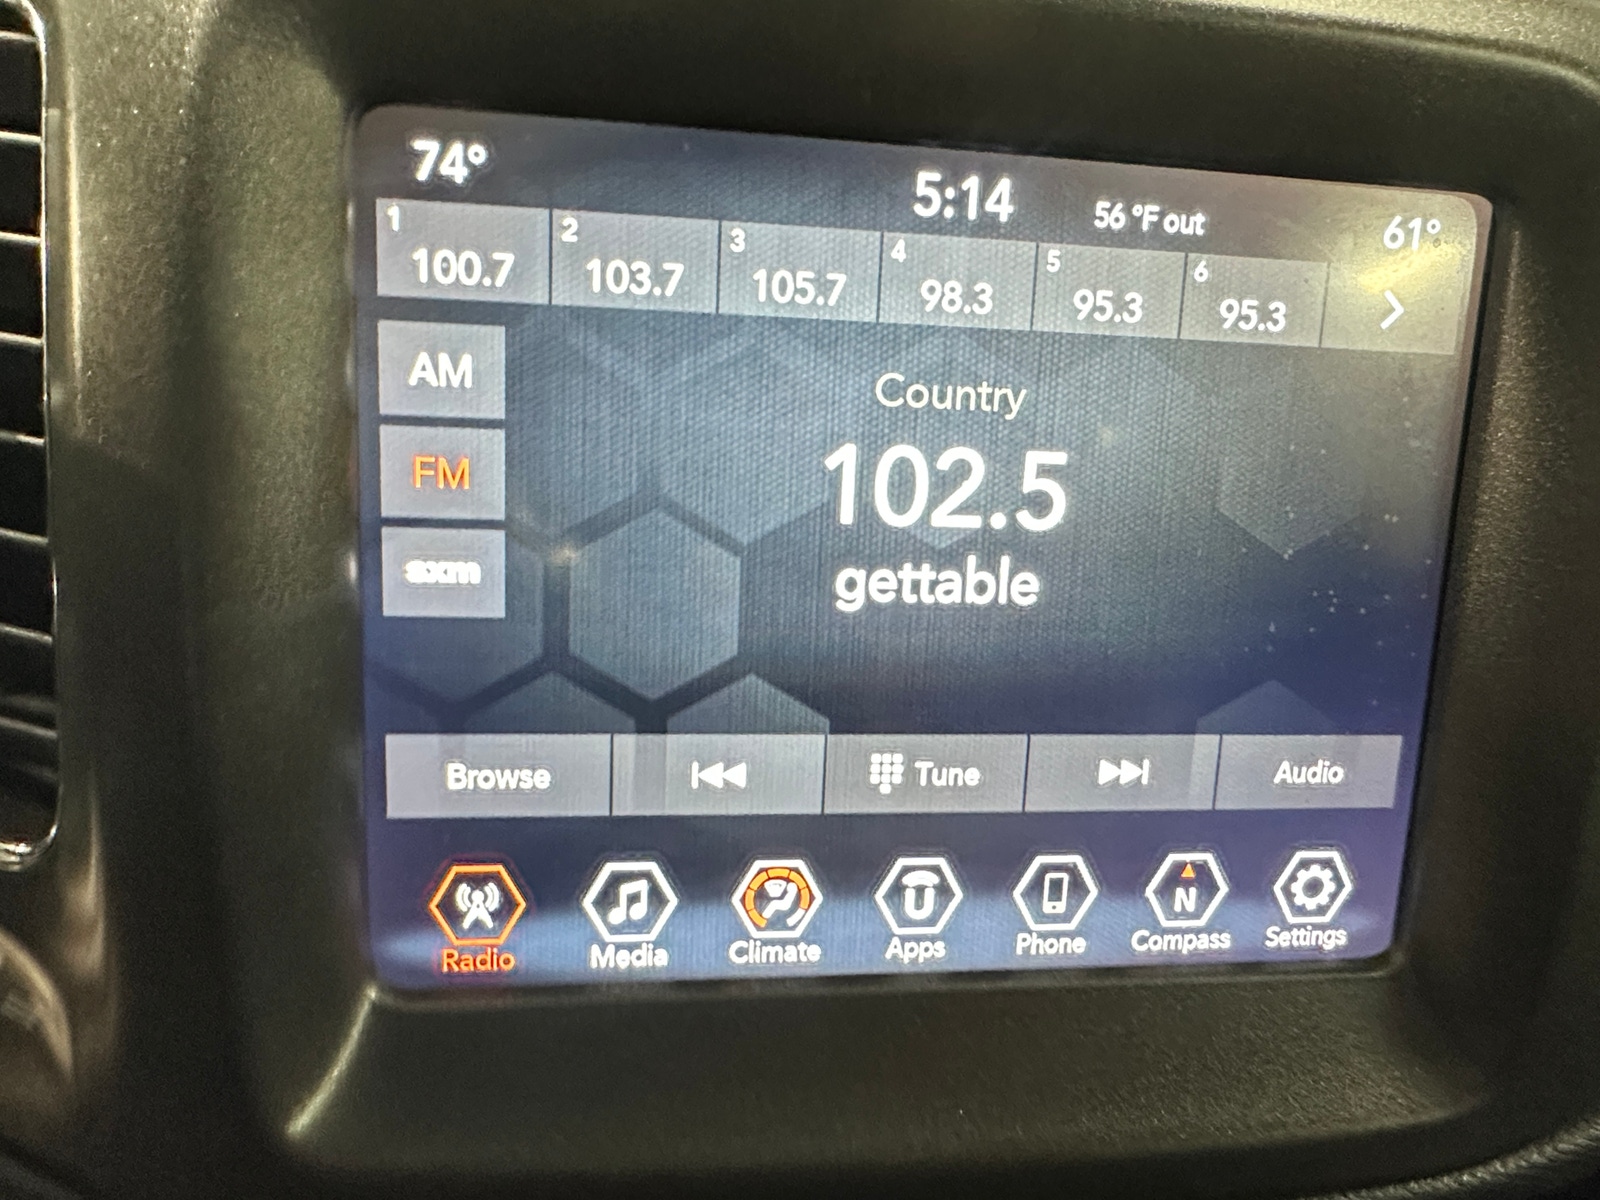 74°
5:14
56 °F out
61°
1 2 3 4 5 6
100.7 103.7 105.7 98.3 95.3 95.3
AM
FM
sxm
Country
102.5
gettable
Browse Tune Audio
N
Radio Media Climate Apps Phone Compass Settings